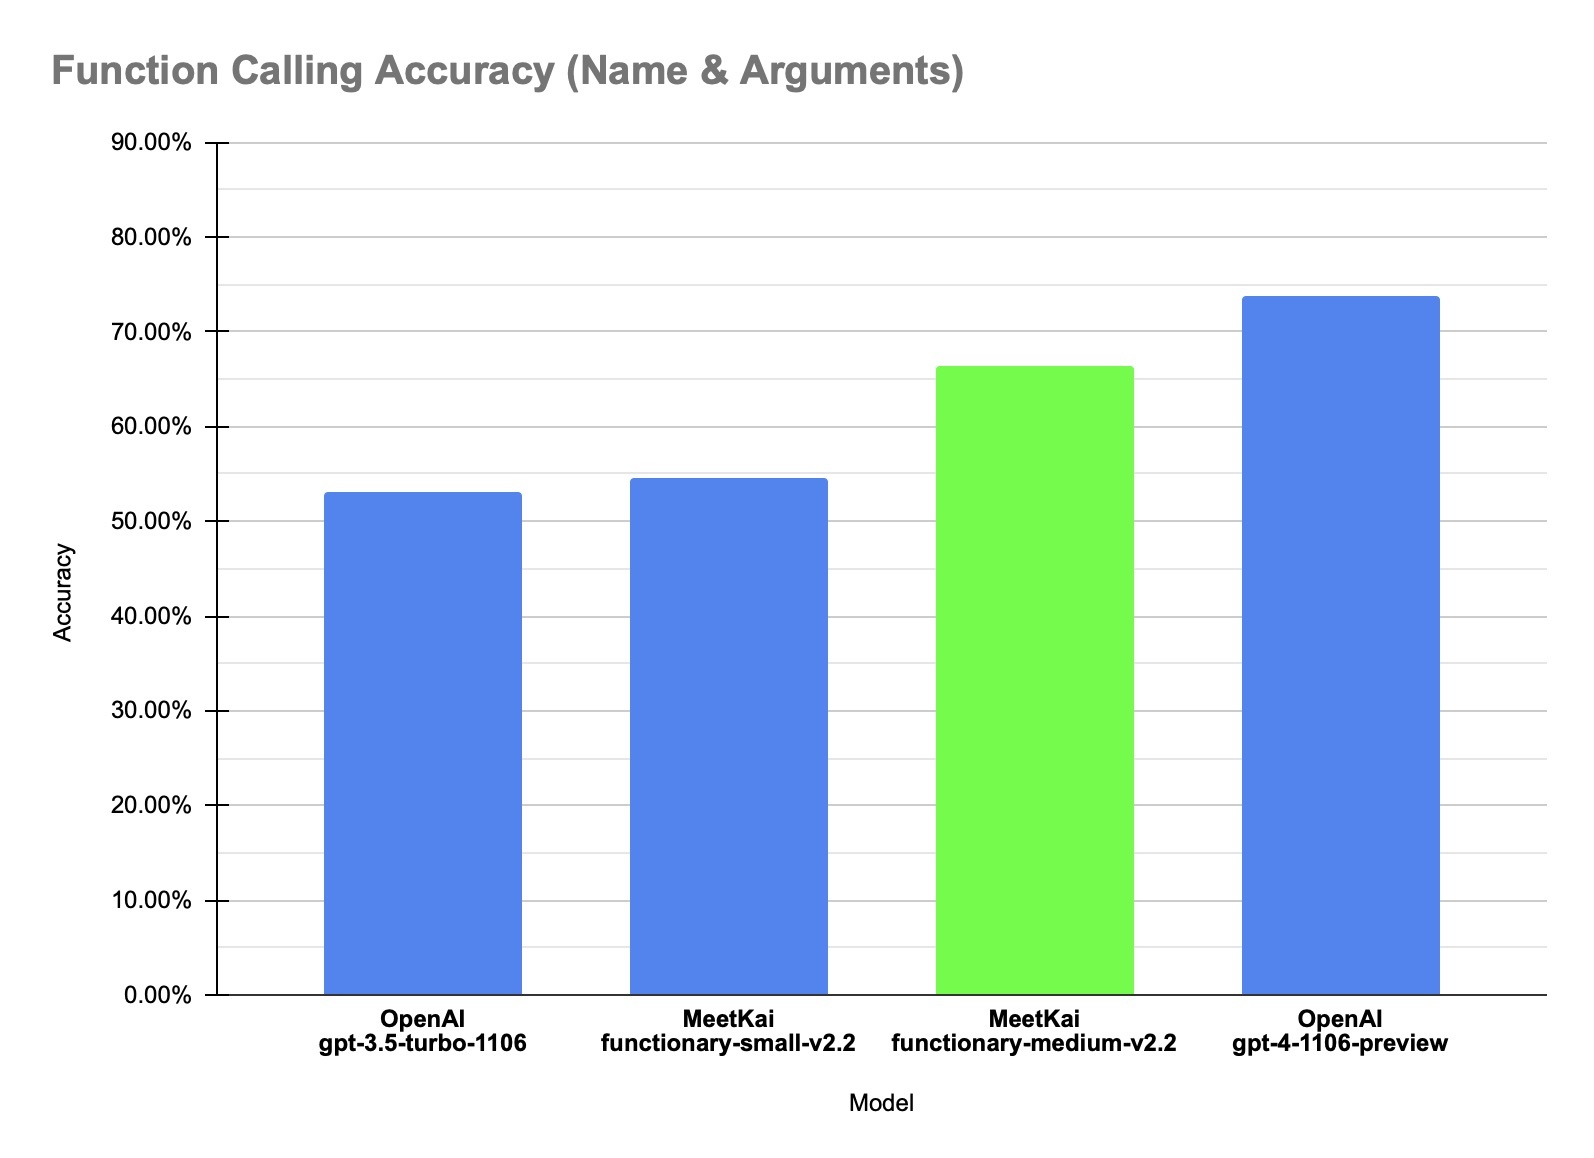 Function Calling Accuracy (Name & Arguments)
90.00%
80.00%
70.00%
60.00%
50.00%
40.00%
30.00%
20.00%
10.00%
0.00%
Accuracy
OpenAI
gpt-3.5-turbo-1106
MeetKai
functionary-small-v2.2
MeetKai
functionary-medium-v2.2
OpenAI
gpt-4-1106-preview
Model